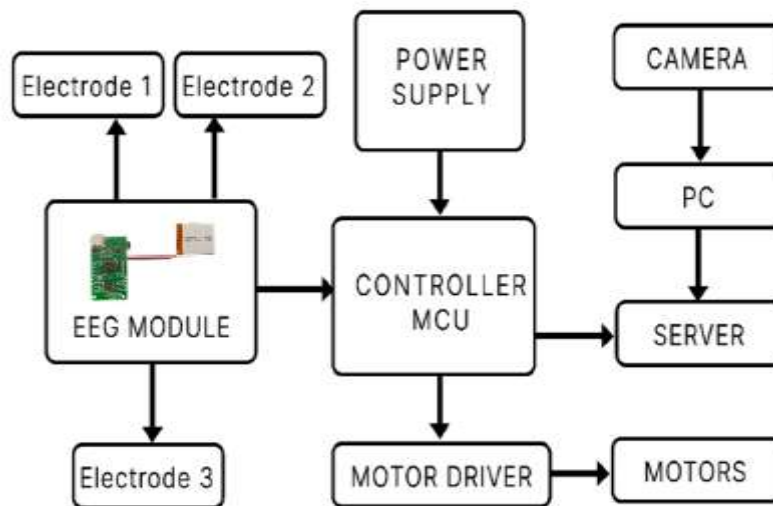 Electrode 1
Electrode 2
POWER
SUPPLY
CAMERA
PC
EEG MODULE
CONTROLLER
MCU
SERVER
Electrode 3
MOTOR DRIVER
MOTORS